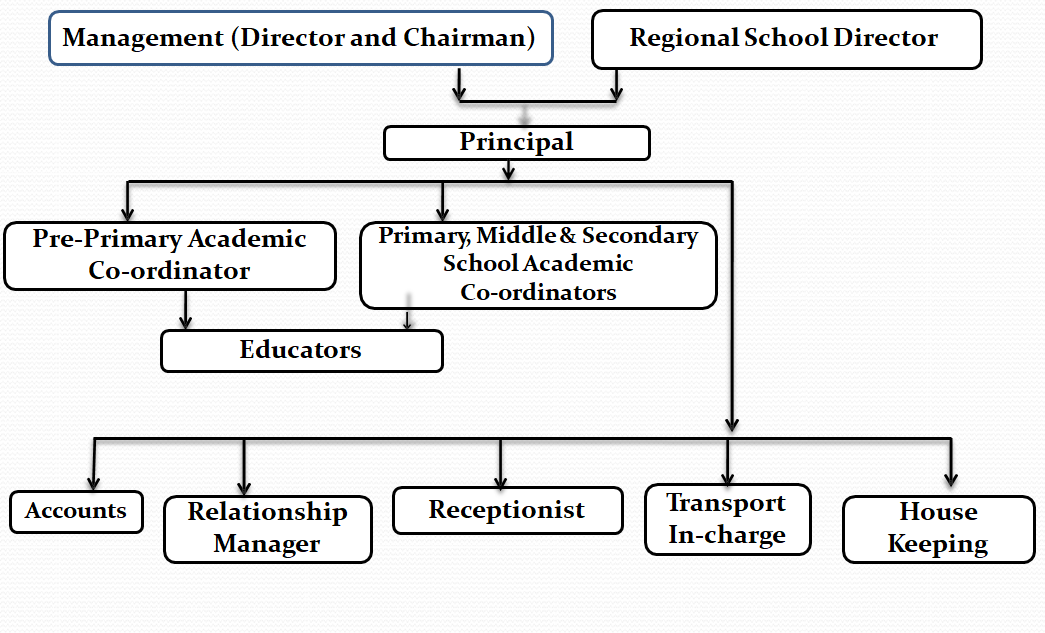 Management (Director and Chairman)
Regional School Director
Principal
Pre-Primary Academic
Co-ordinator
Primary, Middle & Secondary
School Academic
Co-ordinators
Educators
Accounts
Relationship
Manager
Receptionist
Transport
In-charge
House
Keeping